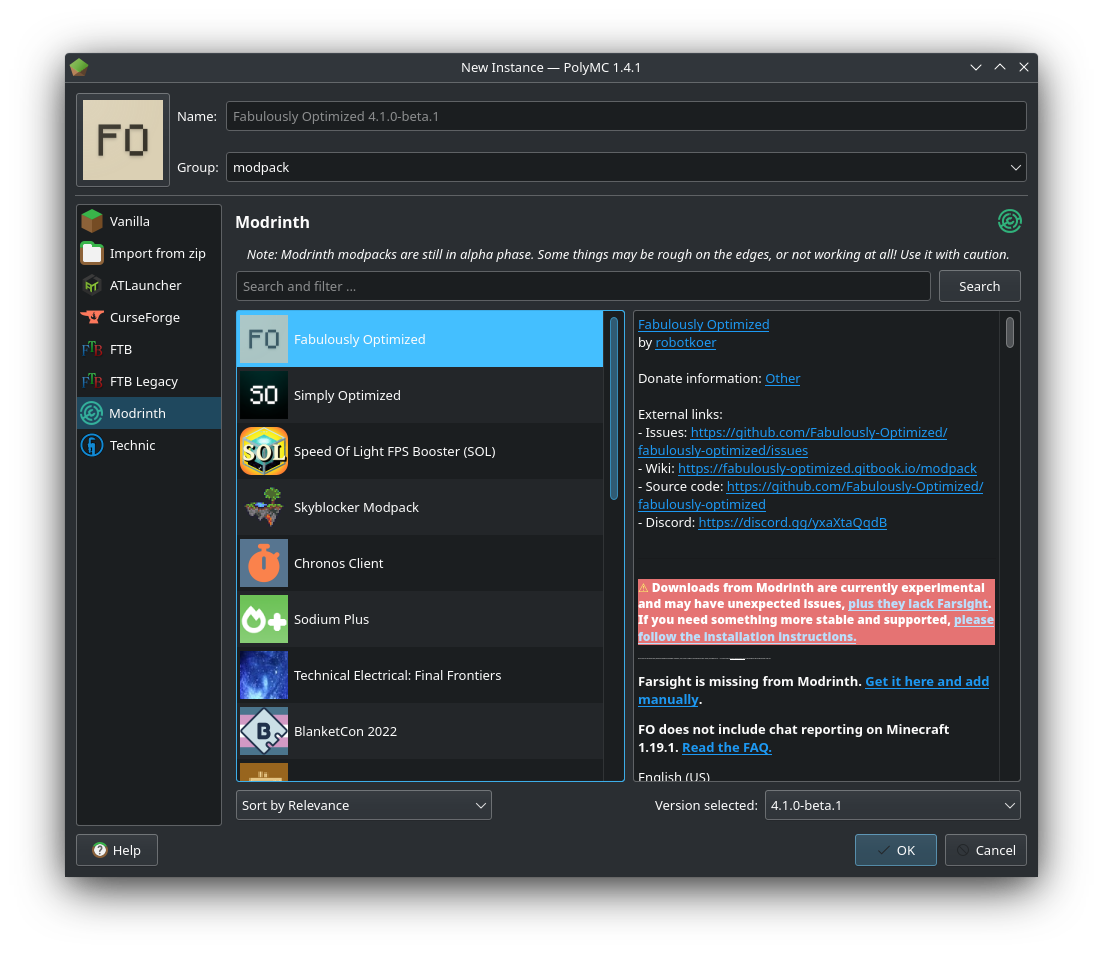 New Instance — PolyMC 1.4.1
FO
Name:
Fabulously Optimized 4.1.0-beta.1
Group:
modpack
Vanilla
Import from zip
ATLauncher
CurseForge
FTB
FTB
FTB
FTB Legacy
Modrinth
Technic
Modrinth
Note: Modrinth modpacks are still in alpha phase. Some things may be rough on the edges, or not working at all! Use it with caution.
Search and filter ...
Search
FO
Fabulously Optimized
SO
Simply Optimized
SOL
Speed Of Light FPS Booster (SOL)
Skyblocker Modpack
Chronos Client
Sodium Plus
Technical Electrical: Final Frontiers
B
BlanketCon 2022
Fabulously Optimized
by robotkoer
Donate information: Other
External links:
- Issues: https://github.com/Fabulously-Optimized/
fabulously-optimized/issues
- Wiki: https://fabulously-optimized.gitbook.io/modpack
- Source code: https://github.com/Fabulously-Optimized/
fabulously-optimized
- Discord: https://discord.gg/yxaXtaQgdB
⚠ Downloads from Modrinth are currently experimental
and may have unexpected issues, plus they lack Farsight.
If you need something more stable and supported, please
follow the installation instructions.
Farsight is missing from Modrinth. Get it here and add
manually.
FO does not include chat reporting on Minecraft
1.19.1. Read the FAQ.
English (US)
Sort by Relevance
Version selected:
4.1.0-beta.1
Help
OK
Cancel